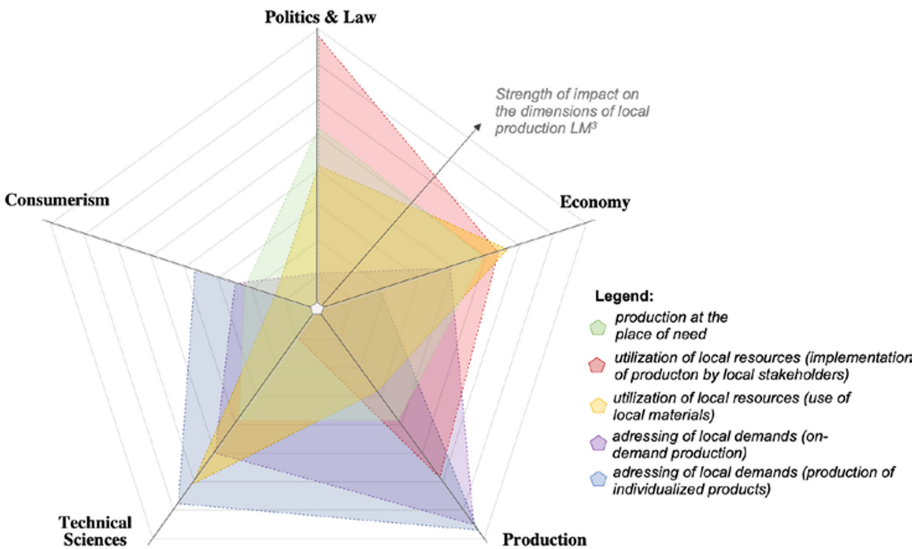 Politics & Law
Strength of impact on
the dimensions of local
production LM³
Consumerism
Economy
Legend:
production at the
place of need
utilization of local resources (implementation
of producton by local stakeholders)
utilization of local resources (use of
local materials)
adressing of local demands (on-
demand production)
adressing of local demands (production of
individualized products)
Technical
Sciences
Production